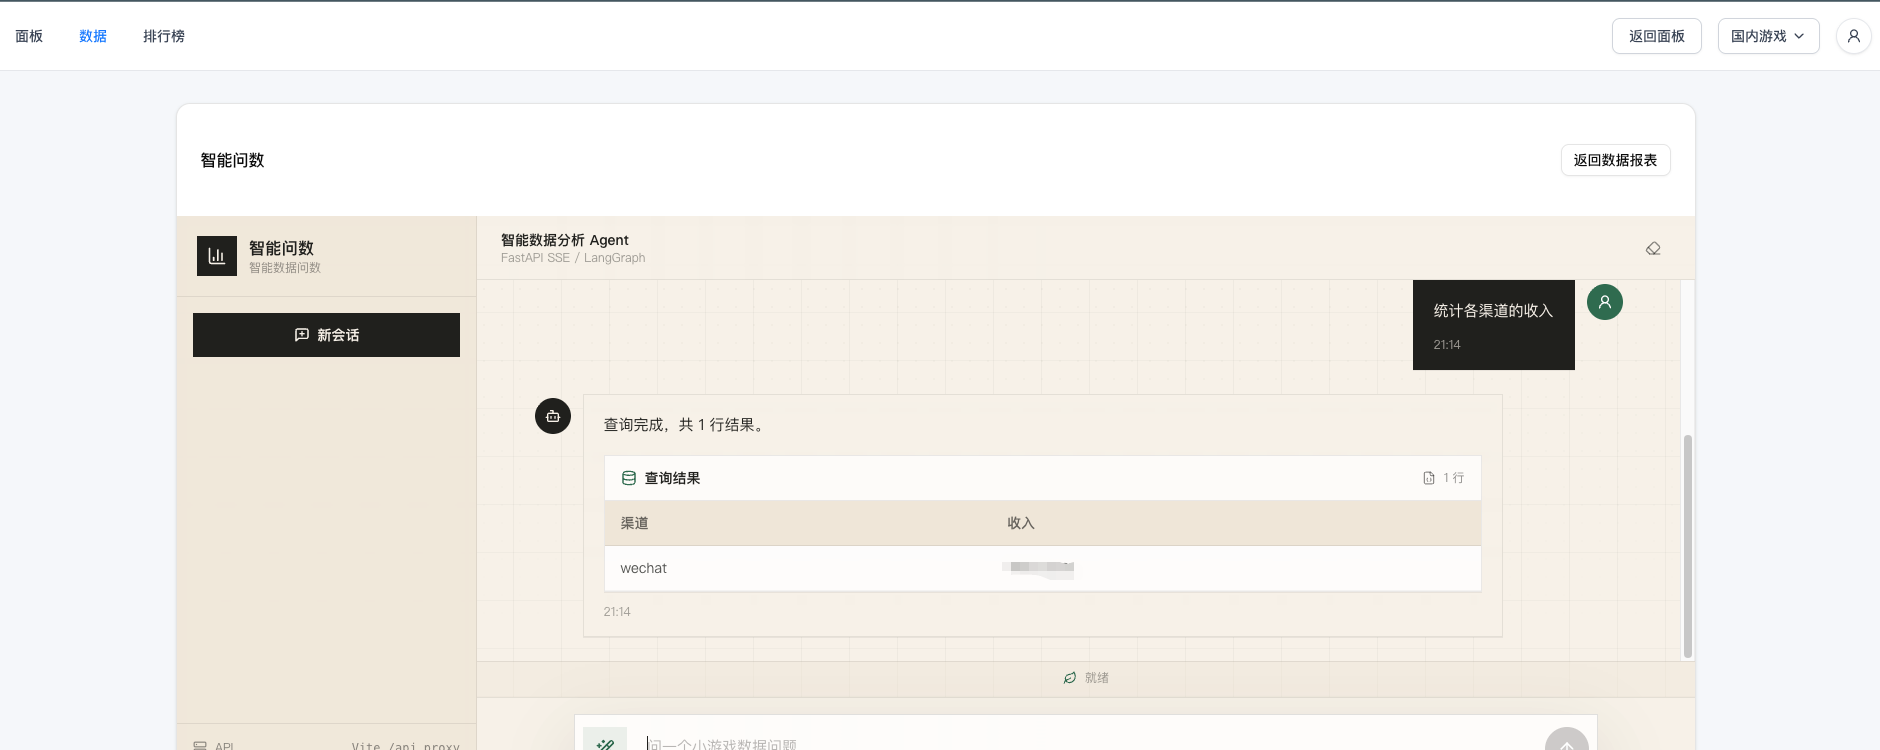 面板
数据
排行榜
返回面板
国内游戏
智能问数
返回数据报表
智能问数
智能数据问数
新会话
智能数据分析 Agent
FastAPI SSE / LangGraph
统计各渠道的收入
21:14
查询完成，共 1 行结果。
查询结果
1 行
渠道
收入
wechat
21:14
就绪
问一个小游戏数据问题
API
Vite /api proxy